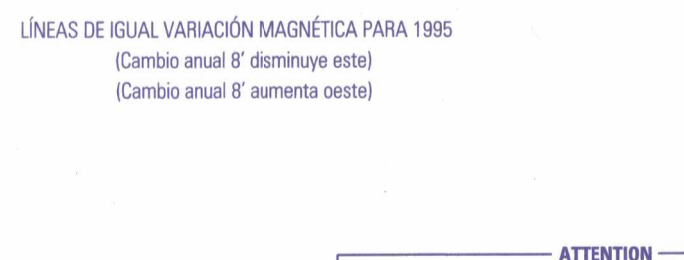 LÍNEAS DE IGUAL VARIACIÓN MAGNÉTICA PARA 1995
(Cambio anual 8′ disminuye este)
(Cambio anual 8′ aumenta oeste)
ATTENTION